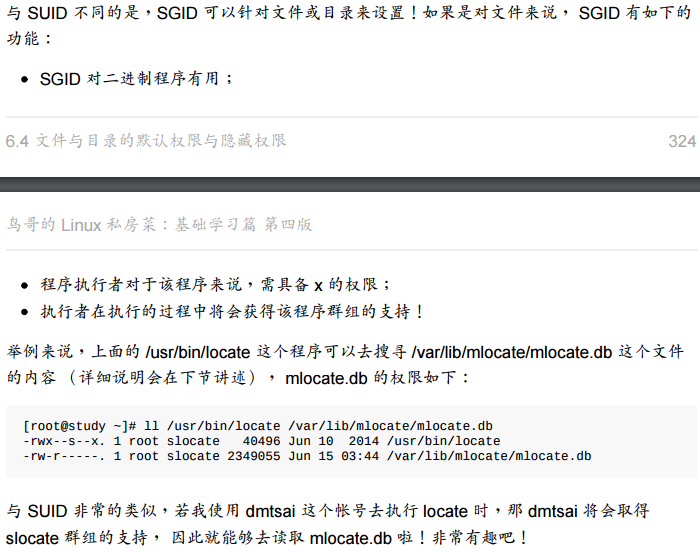 与 SUID 不同的是，SGID 可以针对文件或目录来设置！如果是对文件来说， SGID 有如下的
功能：
• SGID 对二进制程序有用；
6.4 文件与目录的默认权限与隐藏权限 324
鸟哥的 Linux 私房菜：基础学习篇 第四版
• 程序执行者对于该程序来说，需具备 x 的权限；
• 执行者在执行的过程中将会获得该程序群组的支持！
举例来说，上面的 /usr/bin/locate 这个程序可以去搜寻 /var/lib/mlocate/mlocate.db 这个文件
的内容 （详细说明会在下节讲述）， mlocate.db 的权限如下：
[root@study ~]# ll /usr/bin/locate /var/lib/mlocate/mlocate.db
-rwx--s--x. 1 root slocate   40496 Jun 10  2014 /usr/bin/locate
-rw-r-----. 1 root slocate 2349055 Jun 15 03:44 /var/lib/mlocate/mlocate.db
与 SUID 非常的类似，若我使用 dmtsai 这个帐号去执行 locate 时，那 dmtsai 将会取得
slocate 群组的支持， 因此就能够去读取 mlocate.db 啦！非常有趣吧！